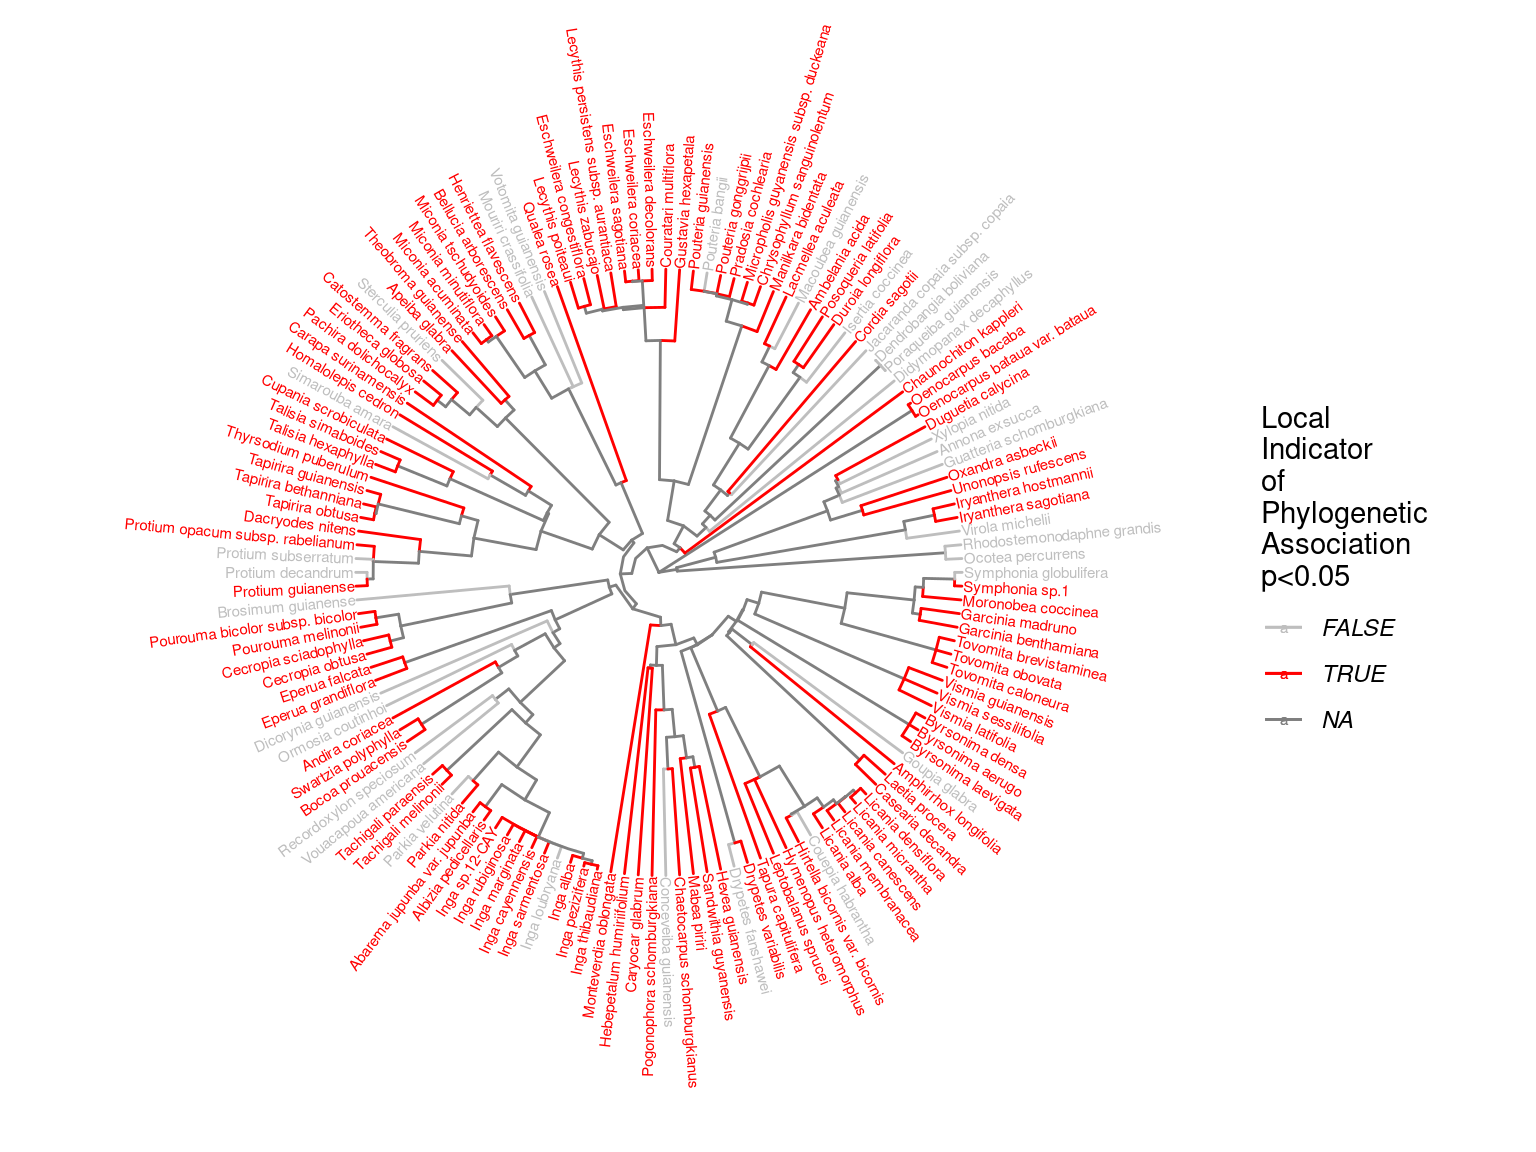 Lecythis poiteaui
Eschweilera congestiflora
Lecythis zabucajo
Lecythis persistens subsp. aurantiaca
Eschweilera sagotiana
Eschweilera coriacea
Eschweilera decolorans
Couratari multiflora
Gustavia hexapetala
Pouteria guianensis
Pouteria bangii
Pouteria gonggrijpii
Pradosia cochlearia
Micropholis guyanensis subsp. duckeana
Chrysophyllum sanguinolentum
Manilkara bidentata
Lacmellea aculeata
Macoubea guianensis
Ambelania acida
Posoqueria latifolia
Duroia longiflora
Isertia coccinea
Cordia sagotii
Jacaranda copaia subsp. copaia
Dendrobangia boliviana
Poraqueiba guianensis
Didymopanax decaphyllus
Chaunochiton kappleri
Oenocarpus bacaba
Oenocarpus bataua var. bataua
Duguetia calycina
Xylopia nitida
Annona exsucca
Guatteria schomburgkiana
Oxandra asbeckii
Unonopsis rufescens
Iryanthera hostmannii
Iryanthera sagotiana
Virola michelii
Rhodostemonodaphne grandis
Ocotea percurrens
Symphonia globulifera
Symphonia sp.1
Moronobea coccinea
Garcinia madruno
Garcinia benthamiana
Tovomita brevistaminea
Tovomita obovata
Tovomita caloneura
Vismia guianensis
Vismia sessilifolia
Vismia latifolia
Byrsonima densa
Byrsonima aerugo
Byrsonima laevigata
Goupia glabra
Amphirrhox longifolia
Laetia procera
Casearia decandra
Licania densiflora
Licania micrantha
Licania canescens
Licania membranacea
Licania alba
Couepia habrantha
Hirtella bicornis var. bicornis
Hymenopus heteromorphus
Leptobalanus sprucei
Tapura capitulifera
Drypetes variabilis
Drypetes fanshawei
Hevea guianensis
Sandwithia guyanensis
Mabea piriri
Chaetocarpus schomburgkianus
Conceveiba guianensis
Pogonophora schomburgkiana
Caryocar glabrum
Hebepetalum humiriifolium
Monteverdia oblongata
Inga thibaudiana
Inga pezizifera
Inga alba
Inga loubryana
Inga sarmentosa
Inga cayennensis
Inga marginata
Inga rubiginosa
Inga sp.12-CAY
Albizia pedicellaris
Abarema jupunba var. jupunba
Parkia nitida
Parkia velutina
Tachigali melinonii
Tachigali paraensis
Vouacapoua americana
Recordoxylon speciosum
Bocoa prouacensis
Swartzia polyphylla
Andira coriacea
Ormosia coutinhoi
Dicorynia guianensis
Eperua grandiflora
Eperua falcata
Cecropia obtusa
Cecropia sciadophylla
Pourouma melinonii
Pourouma bicolor subsp. bicolor
Brosimum guianense
Protium guianense
Protium decandrum
Protium subserratum
Protium opacum subsp. rabelianum
Dacryodes nitens
Tapirira obtusa
Tapirira bethanniana
Tapirira guianensis
Thyrsodium puberulum
Talisia hexaphylla
Talisia simaboides
Cupania scrobiculata
Simarouba amara
Homalolepis cedron
Carapa surinamensis
Pachira dolichocalyx
Eriotheca globosa
Catostemma fragrans
Sterculia pruriens
Apeiba glabra
Theobroma guianense
Miconia acuminata
Miconia minutiflora
Miconia tschudyoides
Bellucia arborescens
Henriettea flavescens
Mouriri crassifolia
Votomita guianensis
Qualea rosea
Local
Indicator
of
Phylogenetic
Association
p<0.05
a FALSE
a TRUE
a NA